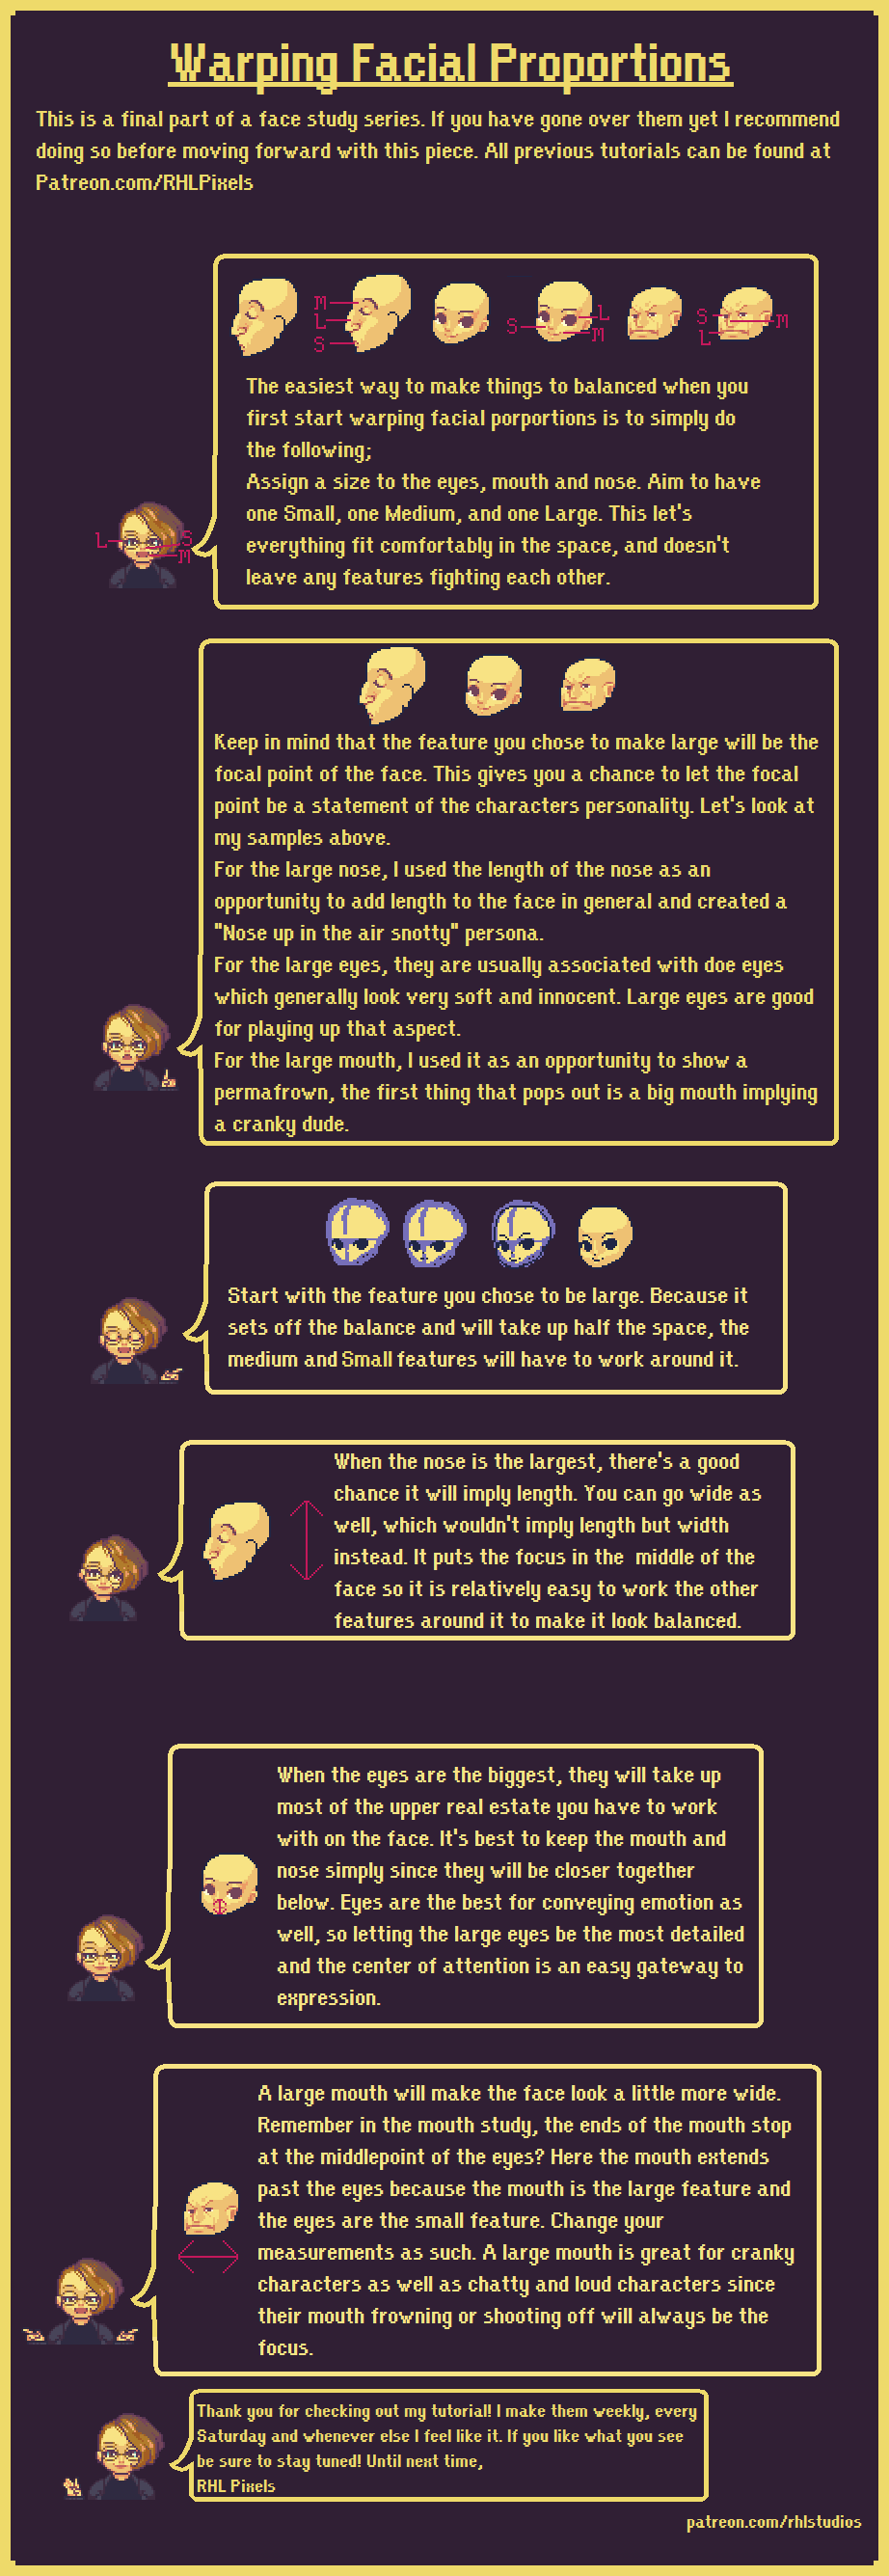 Warping Facial Proportions
This is a final part of a face study series. If you have gone over them yet I recommend
doing so before moving forward with this piece. All previous tutorials can be found at
Patreon.com/RHLPixels
M
L
S
S
L
M
S
M
L
The easiest way to make things to balanced when you
first start warping facial porportions is to simply do
the following;
Assign a size to the eyes, mouth and nose. Aim to have
one Small, one Medium, and one Large. This let's
everything fit comfortably in the space, and doesn't
leave any features fighting each other.
L
S
M
Keep in mind that the feature you chose to make large will be the
focal point of the face. This gives you a chance to let the focal
point be a statement of the characters personality. Let's look at
my samples above.
For the large nose, I used the length of the nose as an
opportunity to add length to the face in general and created a
"Nose up in the air snotty" persona.
For the large eyes, they are usually associated with doe eyes
which generally look very soft and innocent. Large eyes are good
for playing up that aspect.
For the large mouth, I used it as an opportunity to show a
permafrown, the first thing that pops out is a big mouth implying
a cranky dude.
Start with the feature you chose to be large. Because it
sets off the balance and will take up half the space, the
medium and Small features will have to work around it.
When the nose is the largest, there's a good
chance it will imply length. You can go wide as
well, which wouldn't imply length but width
instead. It puts the focus in the middle of the
face so it is relatively easy to work the other
features around it to make it look balanced.
When the eyes are the biggest, they will take up
most of the upper real estate you have to work
with on the face. It's best to keep the mouth and
nose simply since they will be closer together
below. Eyes are the best for conveying emotion as
well, so letting the large eyes be the most detailed
and the center of attention is an easy gateway to
expression.
A large mouth will make the face look a little more wide.
Remember in the mouth study, the ends of the mouth stop
at the middlepoint of the eyes? Here the mouth extends
past the eyes because the mouth is the large feature and
the eyes are the small feature. Change your
measurements as such. A large mouth is great for cranky
characters as well as chatty and loud characters since
their mouth frowning or shooting off will always be the
focus.
Thank you for checking out my tutorial! I make them weekly, every
Saturday and whenever else I feel like it. If you like what you see
be sure to stay tuned! Until next time,
RHL Pixels
patreon.com/rhlstudios